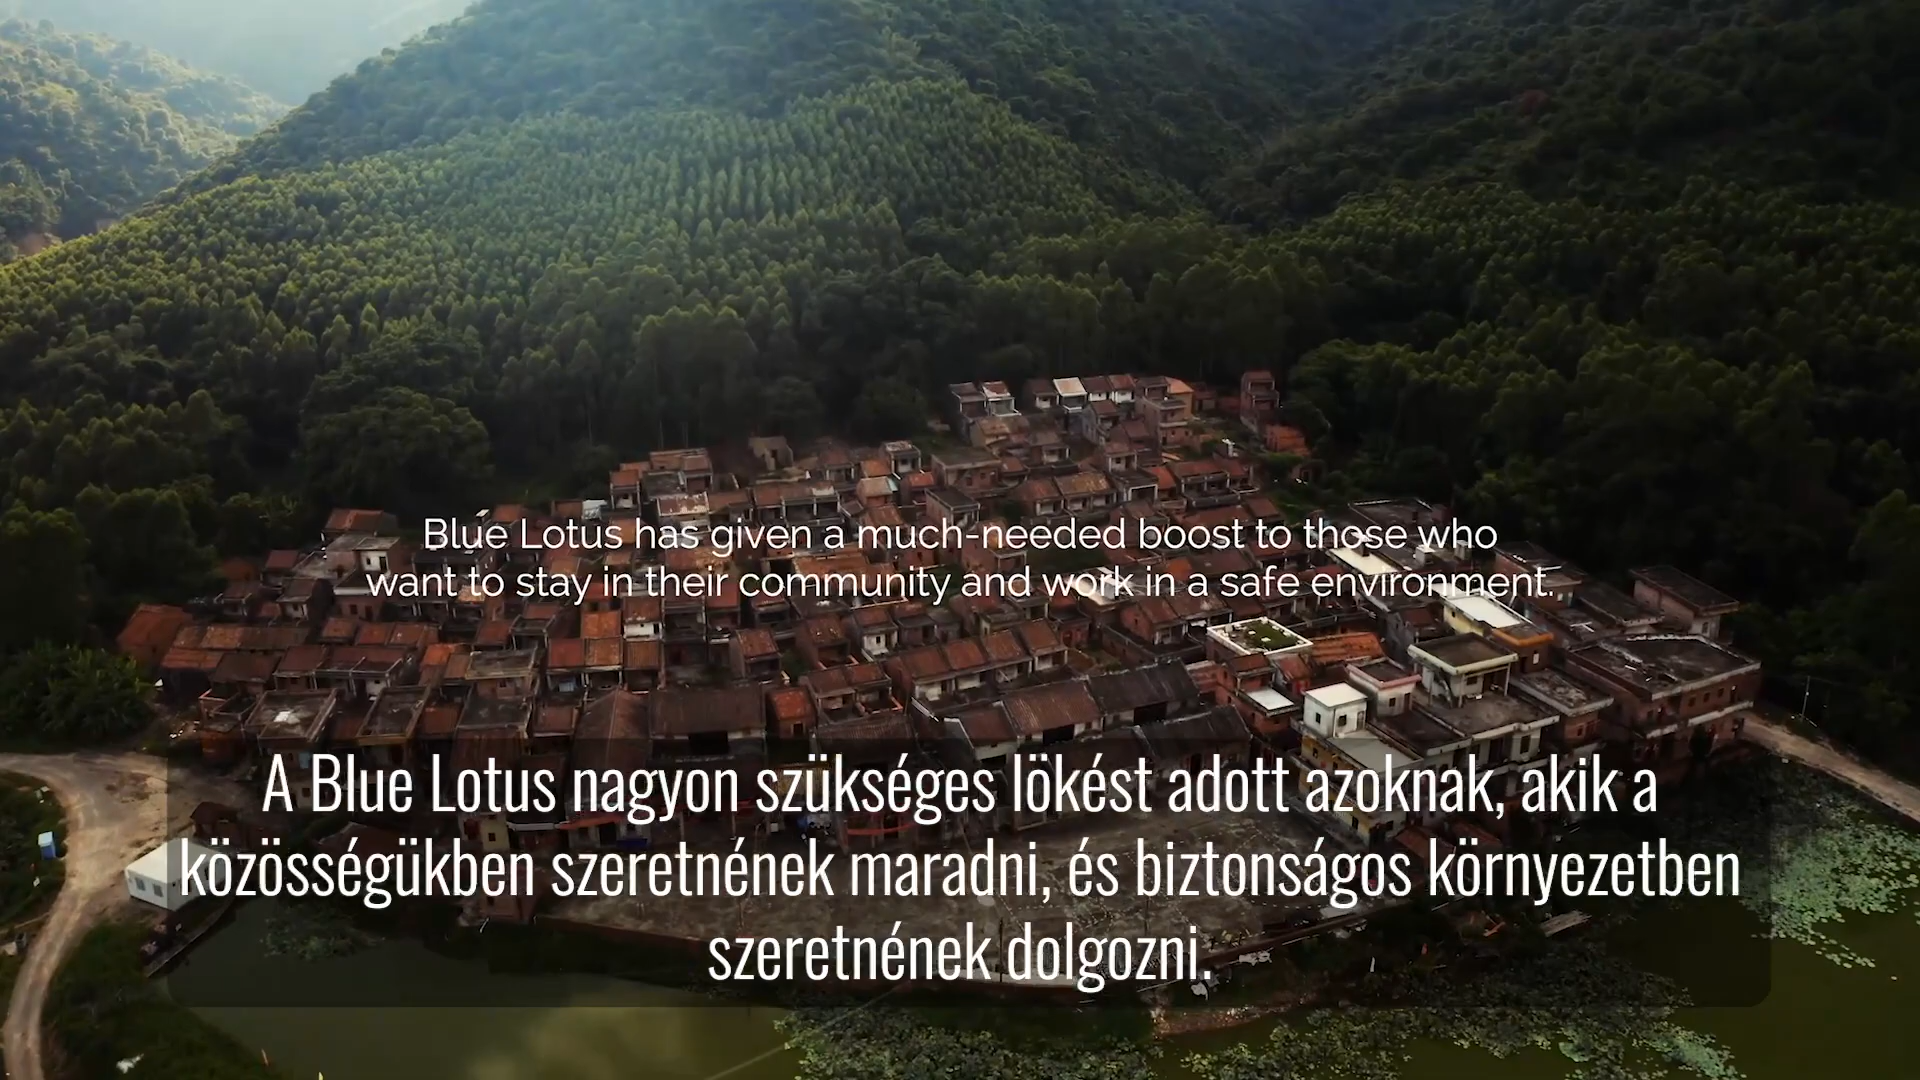 Blue Lotus has given a much-needed boost to those who
want to stay in their community and work in a safe environment.
A Blue Lotus nagyon szükséges lökést adott azoknak, akik a
közösségükben szeretnének maradni, és biztonságos környezetben
szeretnének dolgozni.